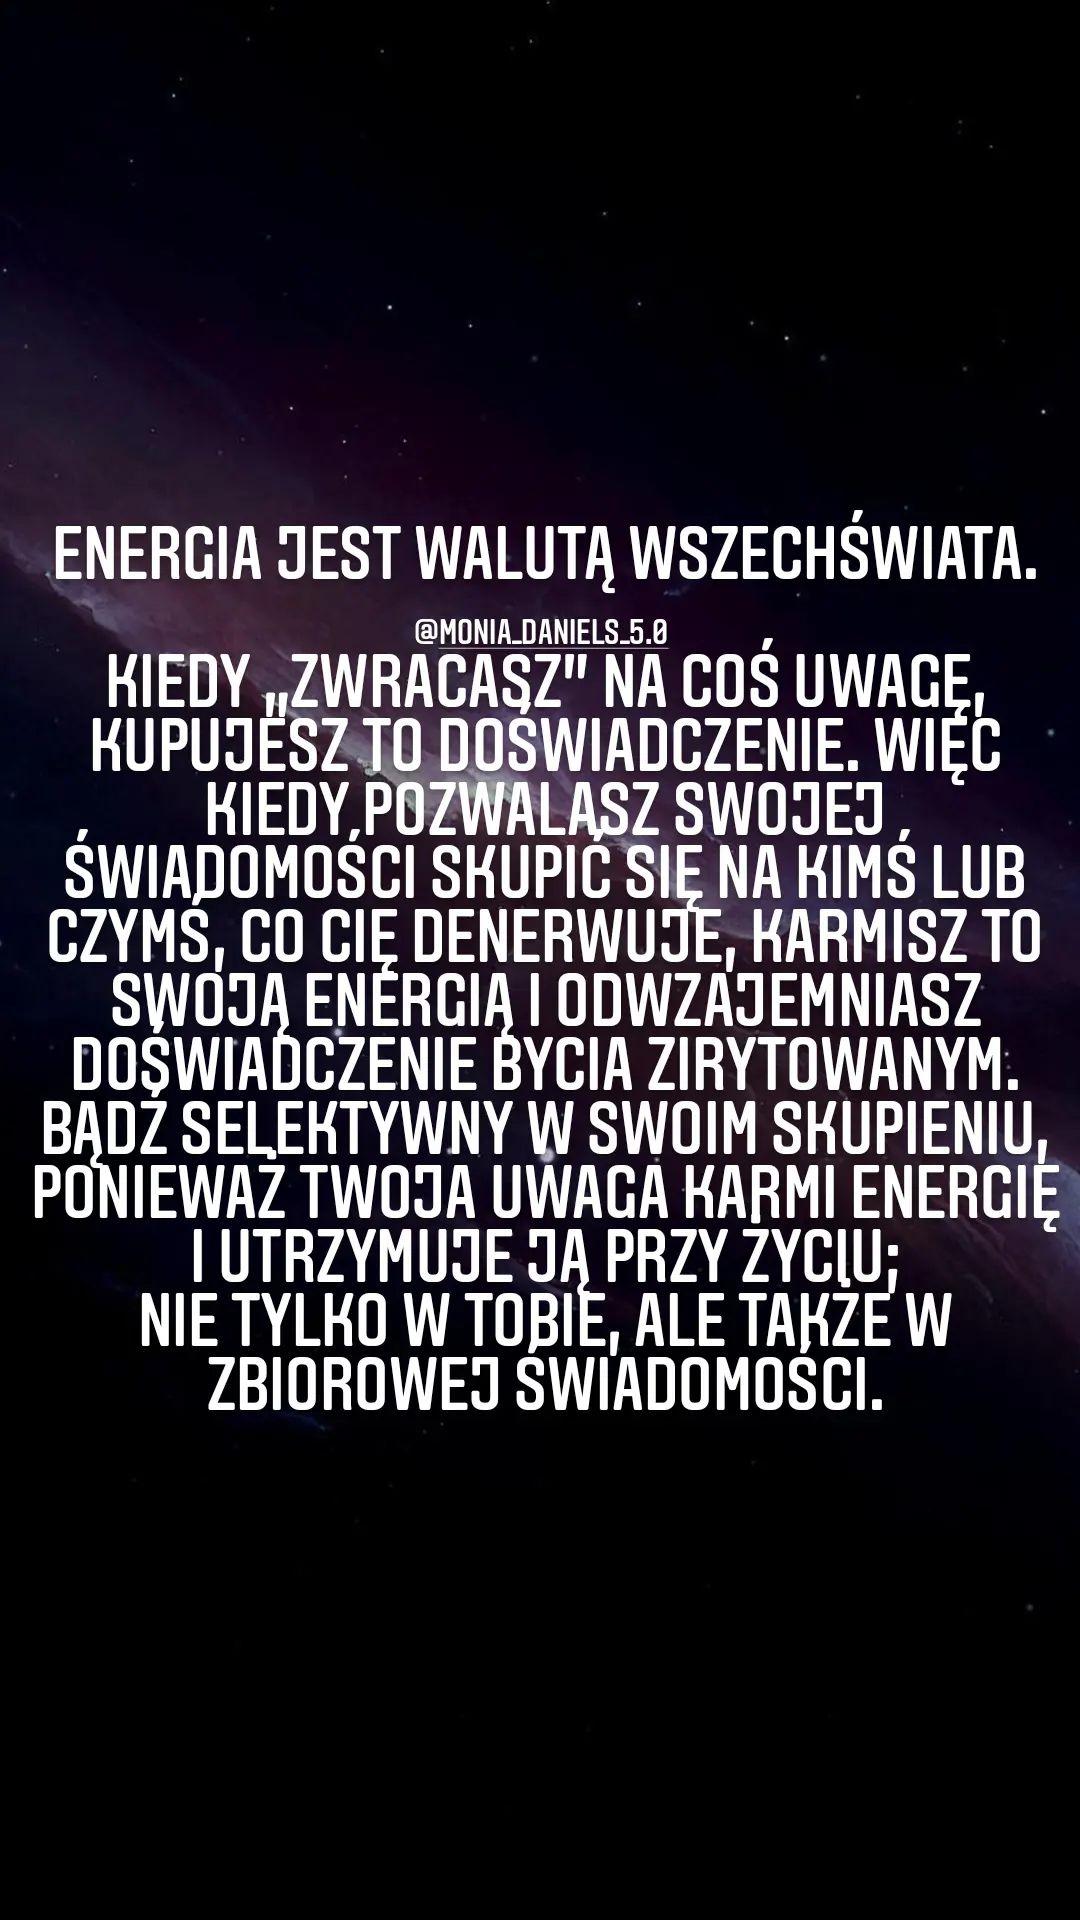 ENERGIA JEST WALUTĄ WSZECHŚWIATA.
@MONIA_DANIELS_5.0
KIEDY „ZWRACASZ" NA COŚ UWAGĘ,
KUPUJESZ TO DOŚWIADCZENIE. WIĘC
KIEDY POZWALASZ SWOJEJ
ŚWIADOMOŚCI SKUPIĆ SIĘ NA KIMŚ LUB
CZYMŚ, CO CIĘ DENERWUJE, KARMISZ TO
SWOJĄ ENERGIĄ I ODWZAJEMNIASZ
DOŚWIADCZENIE BYCIA ZIRYTOWANYM.
BĄDŹ SELEKTYWNY W SWOIM SKUPIENIU,
PONIEWAŻ TWOJA UWAGA KARMI ENERGIĘ
I UTRZYMUJE JĄ PRZY ŻYCIU;
NIE TYLKO W TOBIE, ALE TAKŻE W
ZBIOROWEJ ŚWIADOMOŚCI.